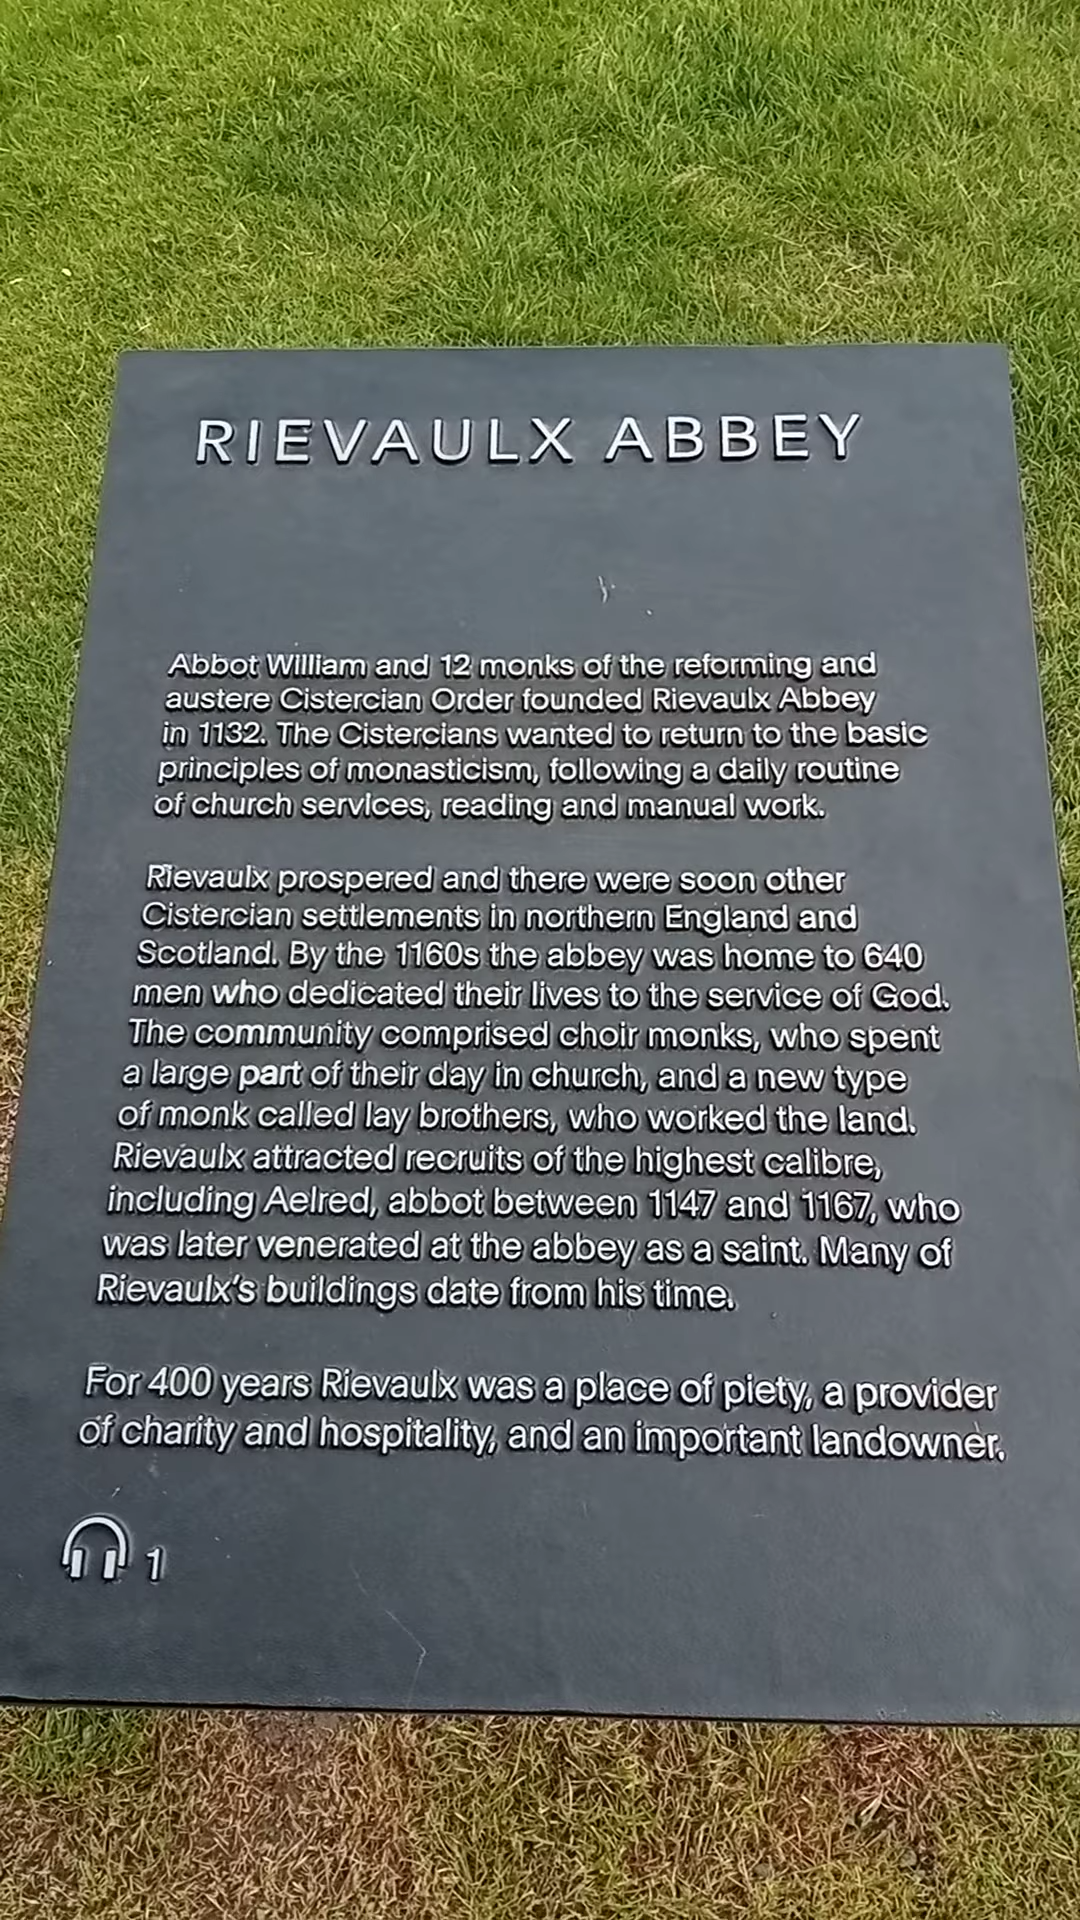 RIEVAULX ABBEY
Abbot William and 12 monks of the reforming and
austere Cistercian Order founded Rievaulx Abbey
in 1132. The Cistercians wanted to return to the basic
principles of monasticism, following a daily routine
of church services, reading and manual work.
Rievaulx prospered and there were soon other
Cistercian settlements in northern England and
Scotland. By the 1160s the abbey was home to 640
men who dedicated their lives to the service of God.
The community comprised choir monks, who spent
a large part of their day in church, and a new type
of monk called lay brothers, who worked the land.
Rievaulx attracted recruits of the highest calibre,
including Aelred, abbot between 1147 and 1167, who
was later venerated at the abbey as a saint. Many of
Rievaulx's buildings date from his time.
For 400 years Rievaulx was a place of piety, a provider
of charity and hospitality, and an important landowner.
1